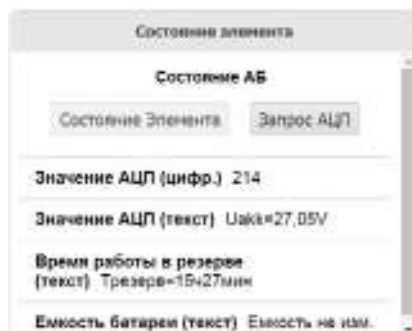 Состояние элемента
Состояние АБ
Состояние Элемента Запрос АЦП
Значение АЦП (цифр.) 214
Значение АЦП (текст) Uakk=27,05V
Время работы в резерве
(текст) Tрезерв=15ч27мин
Емкость батареи (текст) Емкость не изм.